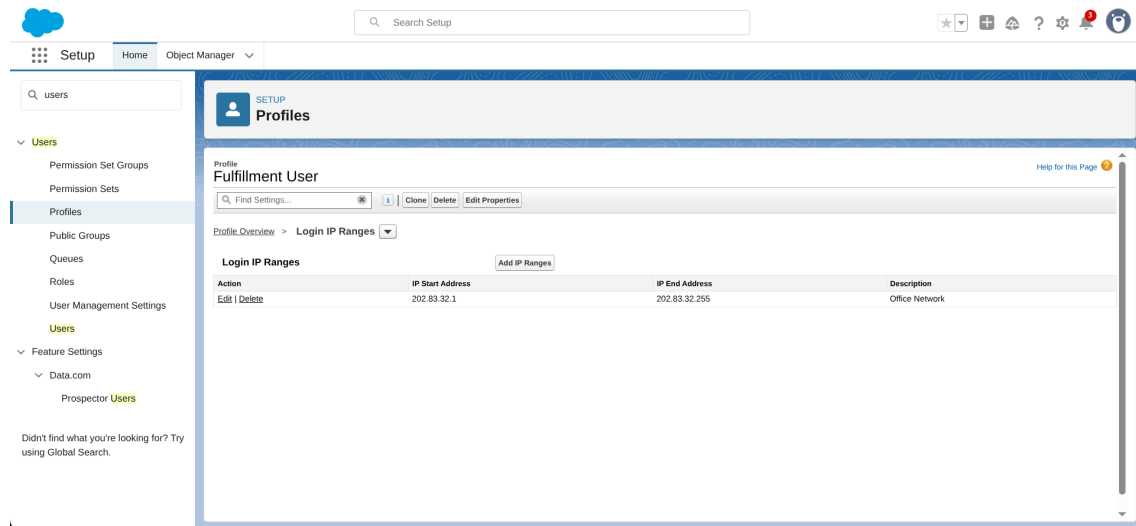 Search Setup
3
Setup
Home
Object Manager
users
Users
Permission Set Groups
Permission Sets
Profiles
Public Groups
Queues
Roles
User Management Settings
Users
Feature Settings
Data.com
Prospector Users
Didn't find what you're looking for? Try
using Global Search.
SETUP
Profiles
Profile
Fulfillment User
Help for this Page ?
Find Settings...
i | Clone Delete Edit Properties
Profile Overview > Login IP Ranges
Login IP Ranges
Add IP Ranges
Action IP Start Address IP End Address Description
Edit | Delete 202.83.32.1 202.83.32.255 Office Network